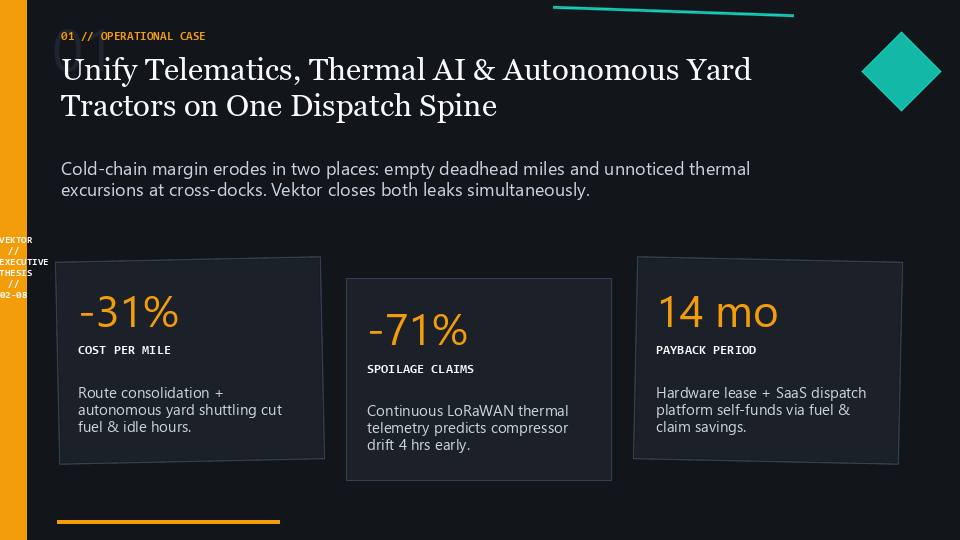 01
01 // OPERATIONAL CASE
Unify Telematics, Thermal AI & Autonomous Yard
Tractors on One Dispatch Spine
Cold-chain margin erodes in two places: empty deadhead miles and unnoticed thermal
excursions at cross-docks. Vektor closes both leaks simultaneously.
VEKTOR
//
EXECUTIVE
THESIS
//
02-08
-31%
COST PER MILE
Route consolidation +
autonomous yard shuttling cut
fuel & idle hours.
-71%
SPOILAGE CLAIMS
Continuous LoRaWAN thermal
telemetry predicts compressor
drift 4 hrs early.
14 mo
PAYBACK PERIOD
Hardware lease + SaaS dispatch
platform self-funds via fuel &
claim savings.